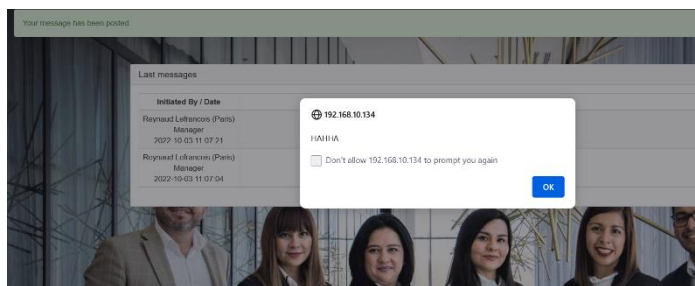 Your message has been posted
Last messages
Initiated By / Date
Reynaud Lefrancois (Paris)
Manager
2022-10-03 11:07:21
Reynaud Lefrancois (Paris)
Manager
2022-10-03 11:07:04
192.168.10.134
HAHHA
Don't allow 192.168.10.134 to prompt you again
OK